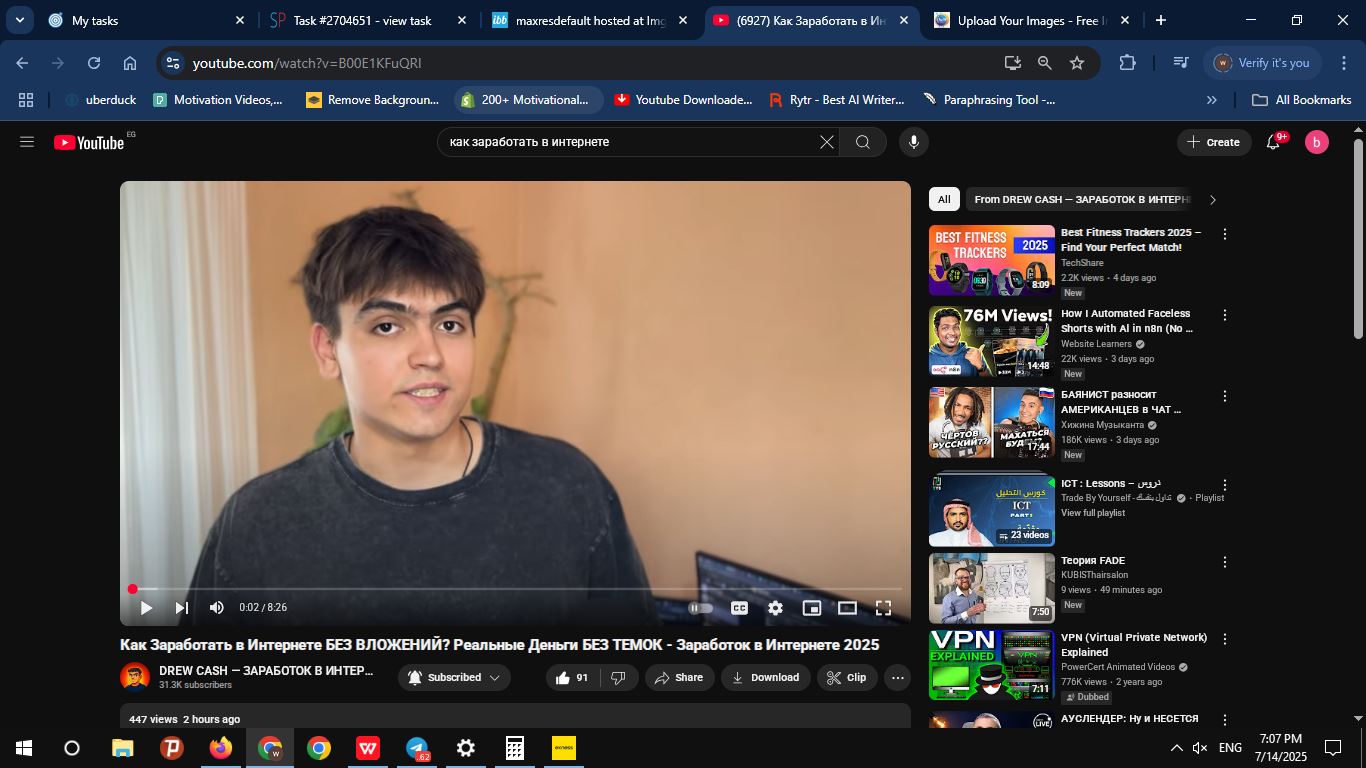 My tasks
Task #2704651 - view task
maxresdefault hosted at Img
(6927) Как Заработать в Ин
Upload Your Images - Free I
youtube.com/watch?v=B00E1KFuQRI
Verify it's you
uberduck
Motivation Videos,...
Remove Backgroun...
200+ Motivational...
Youtube Downloade...
Rytr - Best AI Writer...
Paraphrasing Tool -...
All Bookmarks
YouTube EG
как заработать в интернете
Create
9+
b
All
From DREW CASH — ЗАРАБОТОК В ИНТЕРН
BEST FITNESS TRACKERS
2025
8:09
Best Fitness Trackers 2025 – Find Your Perfect Match!
TechShare
2.2K views • 4 days ago
New
76M Views!
14:48
How I Automated Faceless Shorts with AI in n8n (No ...
Website Learners
22K views • 3 days ago
New
ЧЁРТОВ РУССКИЙ??
МАХАТЬСЯ
17:44
БАЯНИСТ разносит АМЕРИКАНЦЕВ В ЧАТ ...
Хижина Музыканта
186K views • 3 days ago
New
كورس التحليل
ICT
PART1
23 videos
ICT : Lessons – دروس
Trade By Yourself - تداول بنفسك • Playlist
View full playlist
7:50
Теория FADE
KUBISThairsalon
9 views • 49 minutes ago
New
VPN
EXPLAINED
7:11
VPN (Virtual Private Network) Explained
PowerCert Animated Videos
776K views • 2 years ago
Dubbed
LIVE
АУСЛЕНДЕР: Ну и НЕСЕТСЯ
0:02 / 8:26
CC
Как Заработать в Интернете БЕЗ ВЛОЖЕНИЙ? Реальные Деньги БЕЗ ТЕМОК - Заработок в Интернете 2025
DREW CASH — ЗАРАБОТОК В ИНТЕР...
31.3K subscribers
Subscribed
91
Share
Download
Clip
447 views 2 hours ago
62
exness
ENG
7:07 PM
7/14/2025